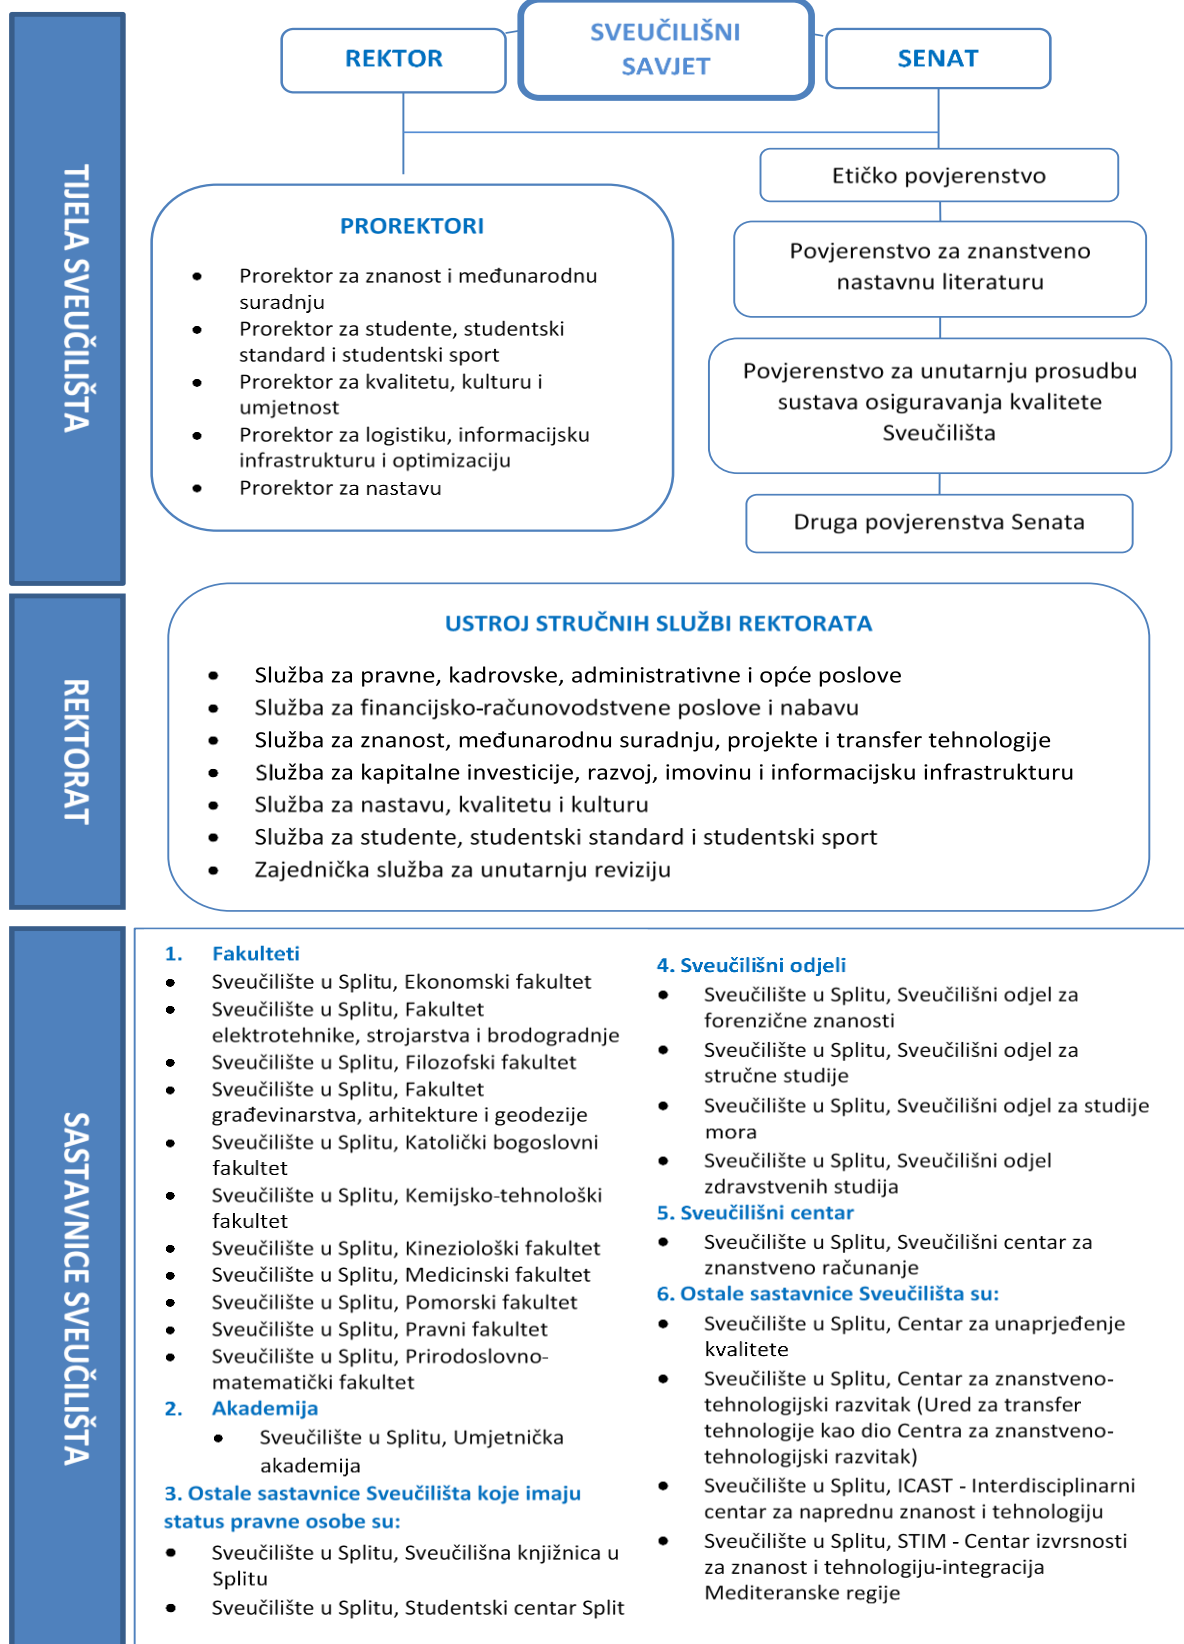 TIJELA SVEUČILIŠTA
REKTOR
SVEUČILIŠNI
SAVJET
SENAT
PROREKTORI
• Prorektor za znanost i međunarodnu
suradnju
• Prorektor za studente, studentski
standard i studentski sport
• Prorektor za kvalitetu, kulturu i
umjetnost
• Prorektor za logistiku, informacijsku
infrastrukturu i optimizaciju
• Prorektor za nastavu
Etičko povjerenstvo
Povjerenstvo za znanstveno
nastavnu literaturu
Povjerenstvo za unutarnju prosudbu
sustava osiguravanja kvalitete
Sveučilišta
Druga povjerenstva Senata
REKTORAT
USTROJ STRUČNIH SLUŽBI REKTORATA
• Služba za pravne, kadrovske, administrativne i opće poslove
• Služba za financijsko-računovodstvene poslove i nabavu
• Služba za znanost, međunarodnu suradnju, projekte i transfer tehnologije
• Služba za kapitalne investicije, razvoj, imovinu i informacijsku infrastrukturu
• Služba za nastavu, kvalitetu i kulturu
• Služba za studente, studentski standard i studentski sport
• Zajednička služba za unutarnju reviziju
SASTAVNICE SVEUČILIŠTA
1. Fakulteti
• Sveučilište u Splitu, Ekonomski fakultet
• Sveučilište u Splitu, Fakultet
elektrotehnike, strojarstva i brodogradnje
• Sveučilište u Splitu, Filozofski fakultet
• Sveučilište u Splitu, Fakultet
građevinarstva, arhitekture i geodezije
• Sveučilište u Splitu, Katolički bogoslovni
fakultet
• Sveučilište u Splitu, Kemijsko-tehnološki
fakultet
• Sveučilište u Splitu, Kineziološki fakultet
• Sveučilište u Splitu, Medicinski fakultet
• Sveučilište u Splitu, Pomorski fakultet
• Sveučilište u Splitu, Pravni fakultet
• Sveučilište u Splitu, Prirodoslovno-
matematički fakultet
2. Akademija
• Sveučilište u Splitu, Umjetnička
akademija
3. Ostale sastavnice Sveučilišta koje imaju
status pravne osobe su:
• Sveučilište u Splitu, Sveučilišna knjižnica u
Splitu
• Sveučilište u Splitu, Studentski centar Split
4. Sveučilišni odjeli
• Sveučilište u Splitu, Sveučilišni odjel za
forenzične znanosti
• Sveučilište u Splitu, Sveučilišni odjel za
stručne studije
• Sveučilište u Splitu, Sveučilišni odjel za studije
mora
• Sveučilište u Splitu, Sveučilišni odjel
zdravstvenih studija
5. Sveučilišni centar
• Sveučilište u Splitu, Sveučilišni centar za
znanstveno računanje
6. Ostale sastavnice Sveučilišta su:
• Sveučilište u Splitu, Centar za unaprjeđenje
kvalitete
• Sveučilište u Splitu, Centar za znanstveno-
tehnologijski razvitak (Ured za transfer
tehnologije kao dio Centra za znanstveno-
tehnologijski razvitak)
• Sveučilište u Splitu, ICAST - Interdisciplinarni
centar za naprednu znanost i tehnologiju
• Sveučilište u Splitu, STIM - Centar izvrsnosti
za znanost i tehnologiju-integracija
Mediteranske regije